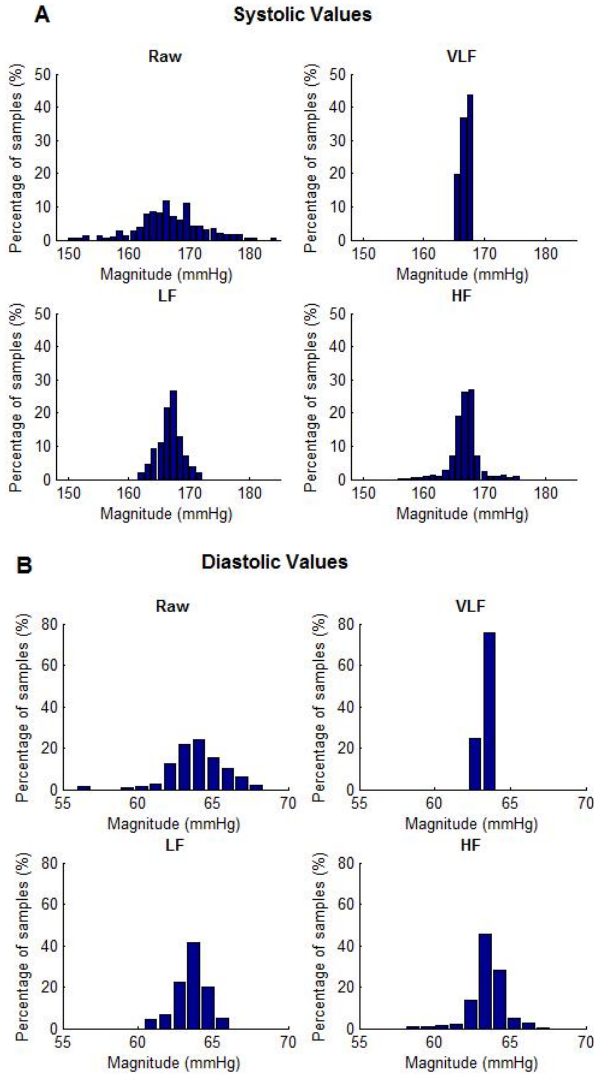 A
Systolic Values
Raw
Percentage of samples (%)
50
40
30
20
10
0
150 160 170 180
Magnitude (mmHg)
VLF
Percentage of samples (%)
50
40
30
20
10
0
150 160 170 180
Magnitude (mmHg)
LF
Percentage of samples (%)
50
40
30
20
10
0
150 160 170 180
Magnitude (mmHg)
HF
Percentage of samples (%)
50
40
30
20
10
0
150 160 170 180
Magnitude (mmHg)
B
Diastolic Values
Raw
Percentage of samples (%)
80
60
40
20
0
55 60 65 70
Magnitude (mmHg)
VLF
Percentage of samples (%)
80
60
40
20
0
55 60 65 70
Magnitude (mmHg)
LF
Percentage of samples (%)
80
60
40
20
0
55 60 65 70
Magnitude (mmHg)
HF
Percentage of samples (%)
80
60
40
20
0
55 60 65 70
Magnitude (mmHg)